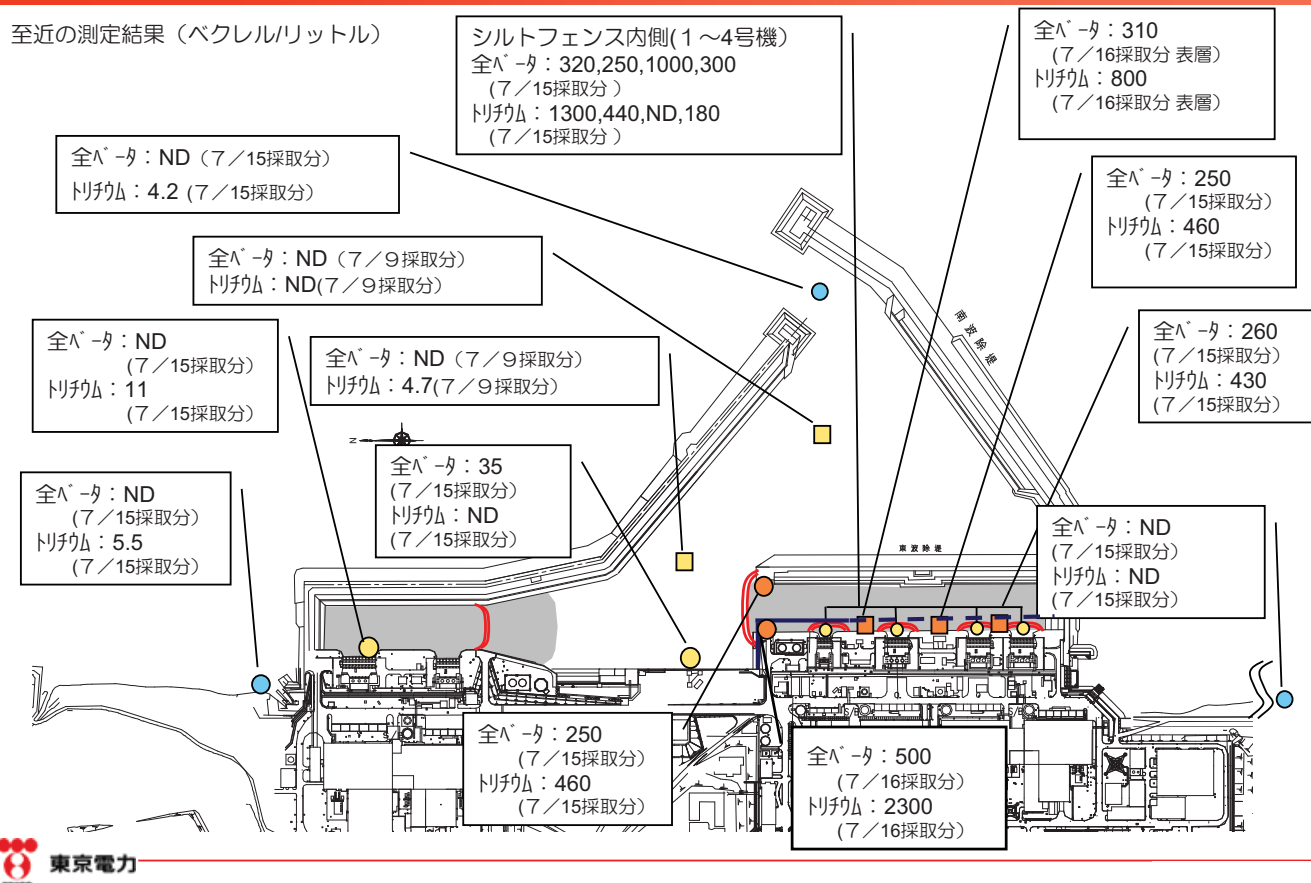 至近の測定結果（ベクレル/リットル）
シルトフェンス内側(１～4号機）
全ﾍﾞｰﾀ：320,250,1000,300
(７／15採取分 ）
トリチウム：1300,440,ND,180
(７／15採取分 ）
全ﾍﾞｰﾀ：310
(７／16採取分 表層）
トリチウム：800
(７／16採取分 表層）
全ﾍﾞｰﾀ：ND（７／15採取分）
トリチウム：4.2 (７／15採取分）
全ﾍﾞｰﾀ：250
(７／15採取分）
トリチウム：460
(７／15採取分）
全ﾍﾞｰﾀ：ND（７／９採取分）
トリチウム：ND(７／９採取分）
全ﾍﾞｰﾀ：ND
(７／15採取分）
トリチウム：11
(７／15採取分）
全ﾍﾞｰﾀ：ND（７／９採取分）
トリチウム：4.7(７／９採取分）
全ﾍﾞｰﾀ：260
(７／15採取分）
トリチウム：430
(７／15採取分）
南波除堤
N
全ﾍﾞｰﾀ：35
(７／15採取分）
トリチウム：ND
(７／15採取分）
全ﾍﾞｰﾀ：ND
(７／15採取分）
トリチウム：5.5
(７／15採取分）
東波除堤
全ﾍﾞｰﾀ：ND
(７／15採取分）
トリチウム：ND
(７／15採取分）
全ﾍﾞｰﾀ：250
(７／15採取分）
トリチウム：460
(７／15採取分）
全ﾍﾞｰﾀ：500
(７／16採取分）
トリチウム：2300
(７／16採取分）
東京電力